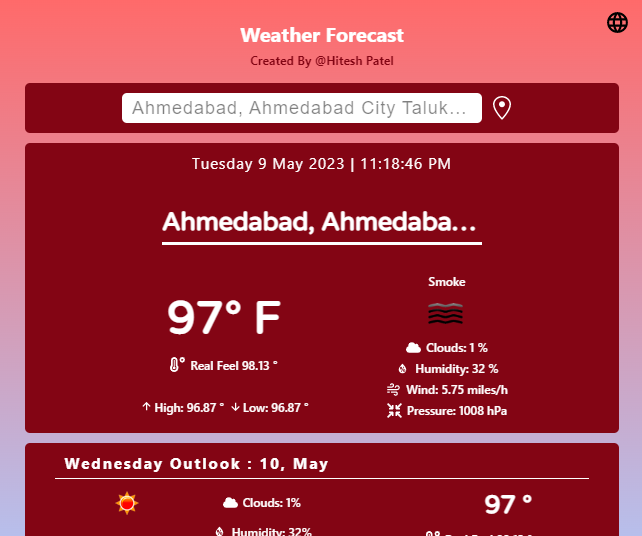 Weather Forecast
Created By @Hitesh Patel
Ahmedabad, Ahmedabad City Taluk...
Tuesday 9 May 2023 | 11:18:46 PM
Ahmedabad, Ahmedaba...
Smoke
97° F
Clouds: 1 %
Real Feel 98.13 °
Humidity: 32 %
Wind: 5.75 miles/h
High: 96.87 ° Low: 96.87 °
Pressure: 1008 hPa
Wednesday Outlook : 10, May
Clouds: 1%
97 °
Humidity: 32%